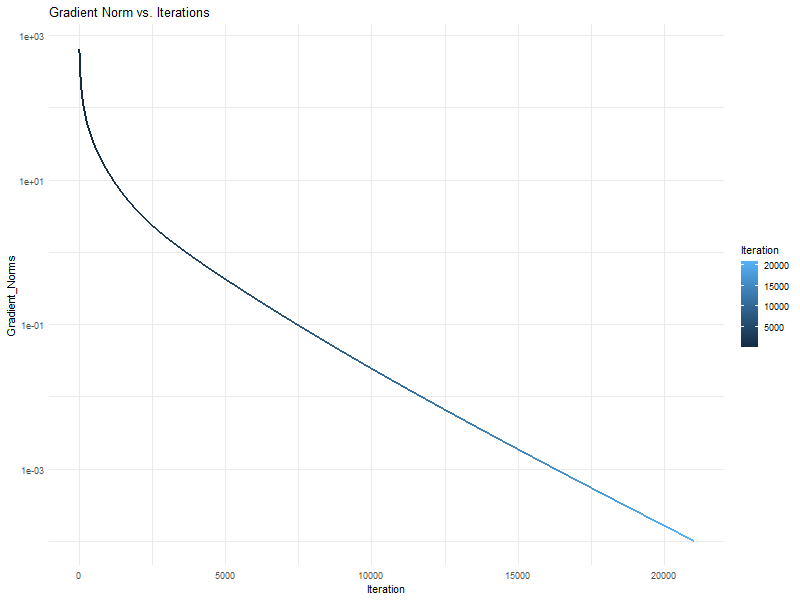 Gradient Norm vs. Iterations
1e+03
1e+01
1e-01
1e-03
Gradient_Norms
0
5000
10000
15000
20000
Iteration
Iteration
20000
15000
10000
5000